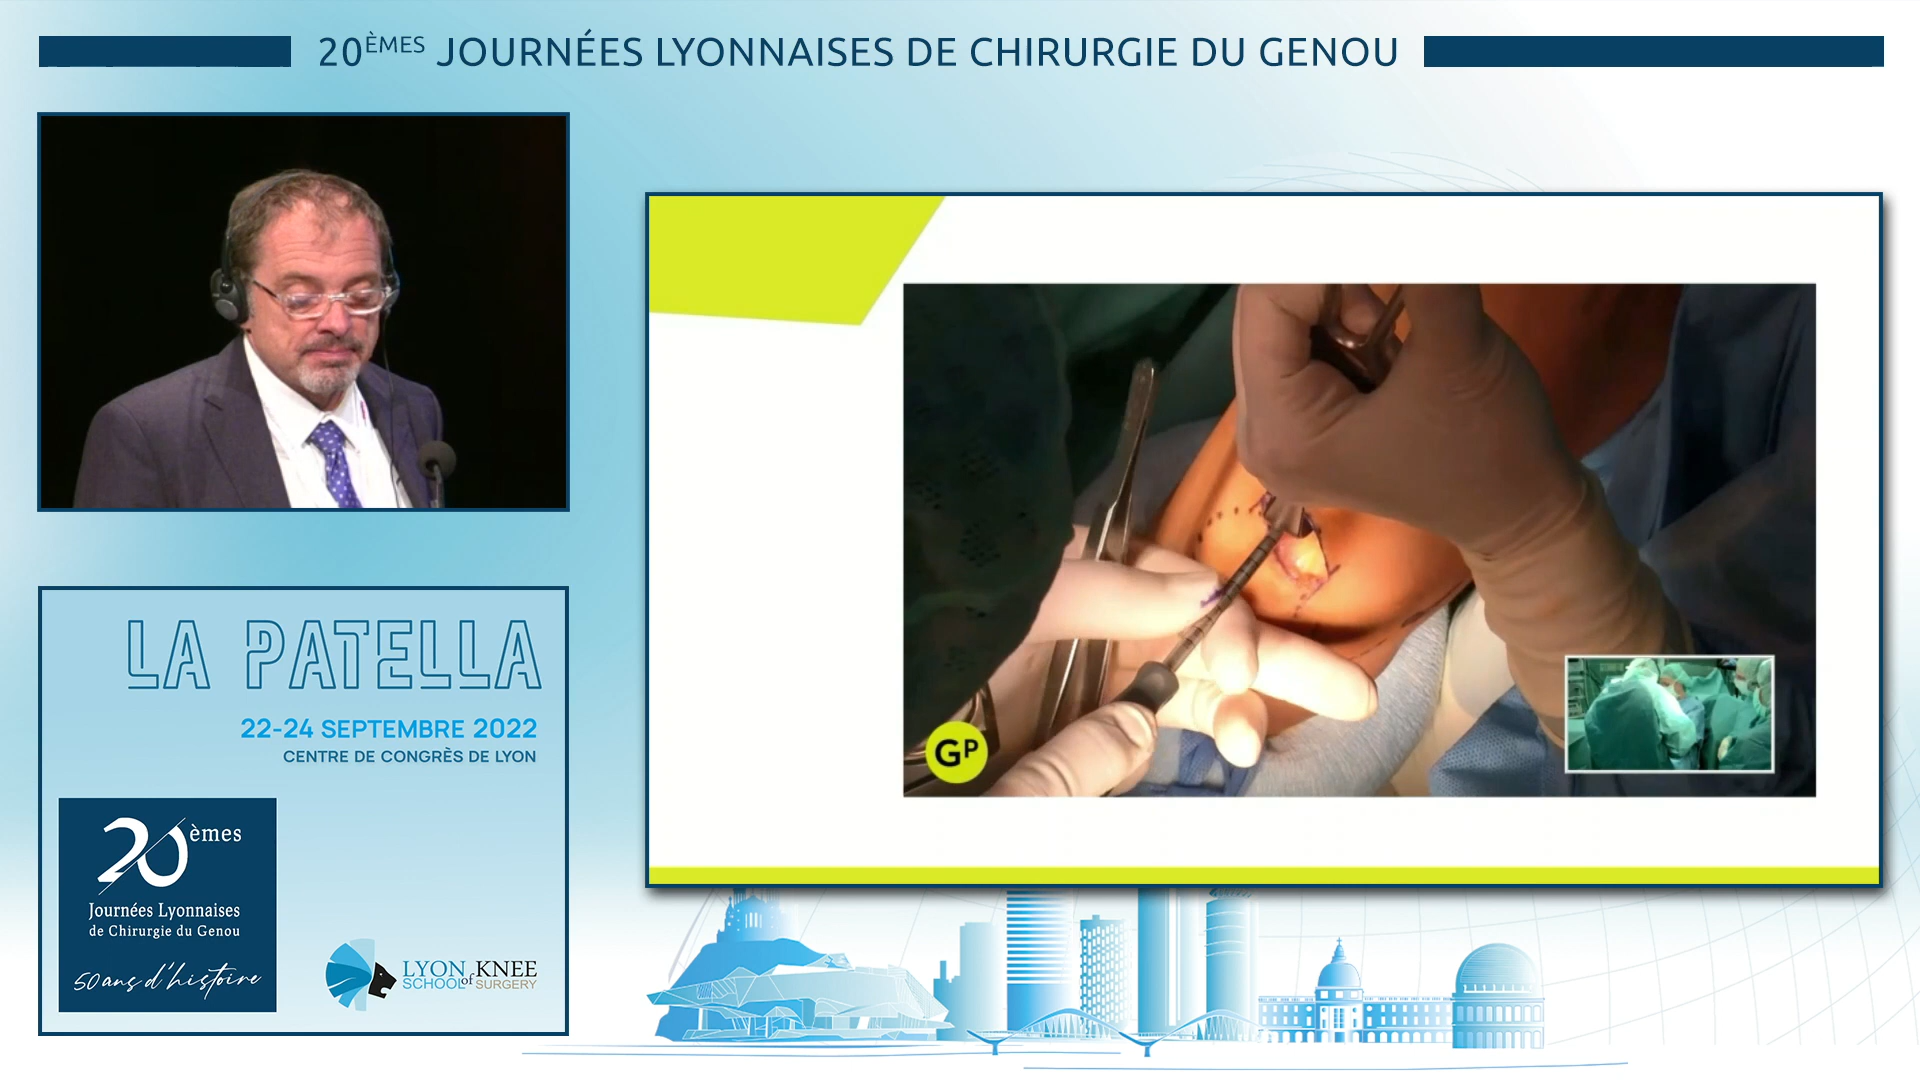 20ÈMES JOURNÉES LYONNAISES DE CHIRURGIE DU GENOU
LA PATELLA
22-24 SEPTEMBRE 2022
CENTRE DE CONGRÈS DE LYON
20èmes
Journées Lyonnaises
de Chirurgie du Genou
50 ans d'histoire
LYON KNEE
SCHOOL of SURGERY
GP